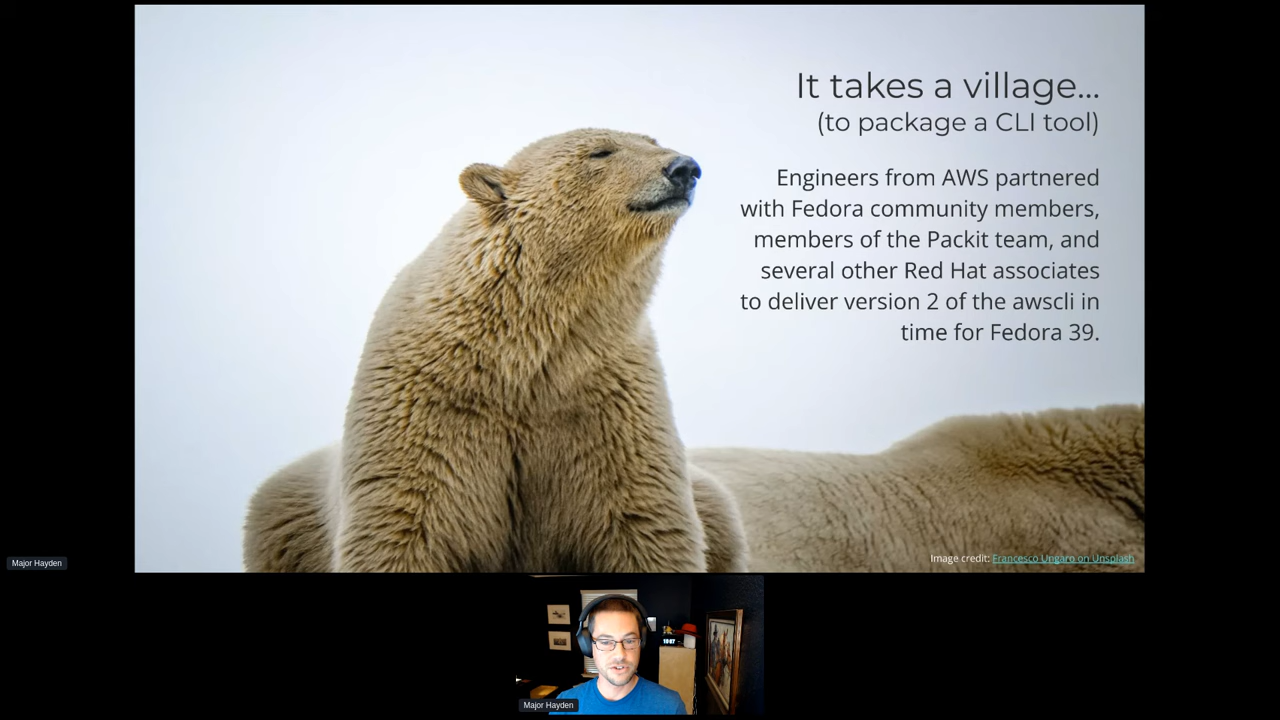 It takes a village...
(to package a CLI tool)
Engineers from AWS partnered
with Fedora community members,
members of the Packit team, and
several other Red Hat associates
to deliver version 2 of the awscli in
time for Fedora 39.
Image credit: Francesco Ungaro on Unsplash
Major Hayden
Major Hayden